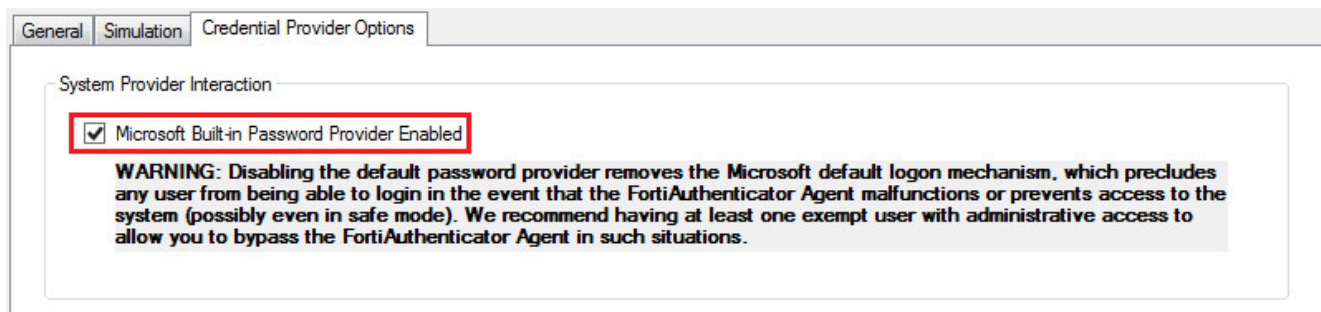 General Simulation Credential Provider Options
System Provider Interaction
Microsoft Built-in Password Provider Enabled
WARNING: Disabling the default password provider removes the Microsoft default logon mechanism, which precludes
any user from being able to login in the event that the FortiAuthenticator Agent malfunctions or prevents access to the
system (possibly even in safe mode). We recommend having at least one exempt user with administrative access to
allow you to bypass the FortiAuthenticator Agent in such situations.